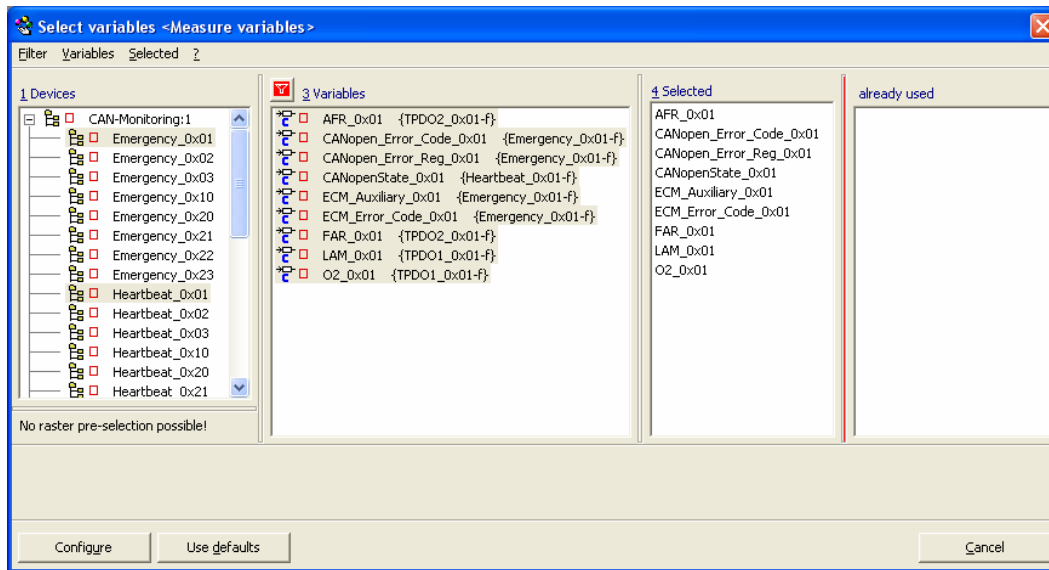 Select variables <Measure variables>
Filter Variables Selected ?
1 Devices
CAN-Monitoring:1
Emergency_0x01
Emergency_0x02
Emergency_0x03
Emergency_0x10
Emergency_0x20
Emergency_0x21
Emergency_0x22
Emergency_0x23
Heartbeat_0x01
Heartbeat_0x02
Heartbeat_0x03
Heartbeat_0x10
Heartbeat_0x20
Heartbeat_0x21
No raster pre-selection possible!
3 Variables
AFR_0x01 {TPDO2_0x01-f}
CANopen_Error_Code_0x01 {Emergency_0x01-f}
CANopen_Error_Reg_0x01 {Emergency_0x01-f}
CANopenState_0x01 {Heartbeat_0x01-f}
ECM_Auxiliary_0x01 {Emergency_0x01-f}
ECM_Error_Code_0x01 {Emergency_0x01-f}
FAR_0x01 {TPDO2_0x01-f}
LAM_0x01 {TPDO1_0x01-f}
O2_0x01 {TPDO1_0x01-f}
4 Selected
AFR_0x01
CANopen_Error_Code_0x01
CANopen_Error_Reg_0x01
CANopenState_0x01
ECM_Auxiliary_0x01
ECM_Error_Code_0x01
FAR_0x01
LAM_0x01
O2_0x01
already used
Configure
Use defaults
Cancel